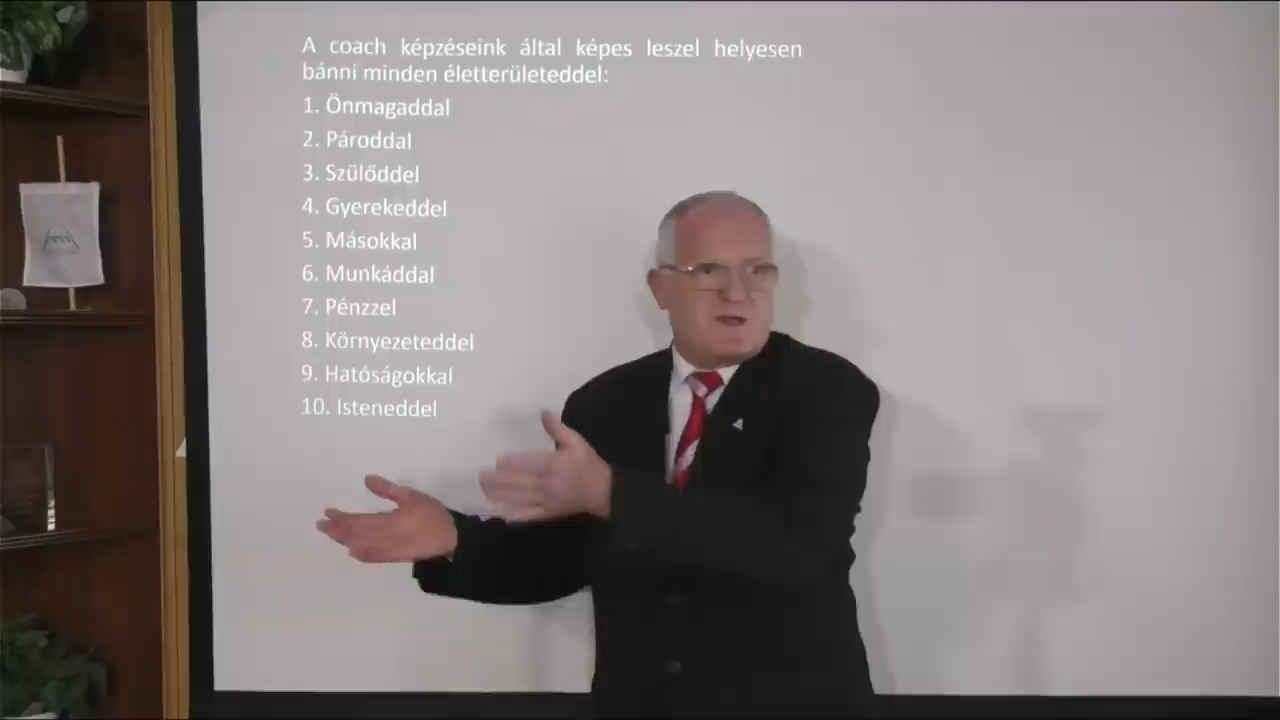 A coach képzéseink által képes leszel helyesen
bánni minden életterületeddel:
1. Önmagaddal
2. Pároddal
3. Szülőddel
4. Gyerekeddel
5. Másokkal
6. Munkáddal
7. Pénzzel
8. Környezeteddel
9. Hatóságokkal
10. Isteneddel